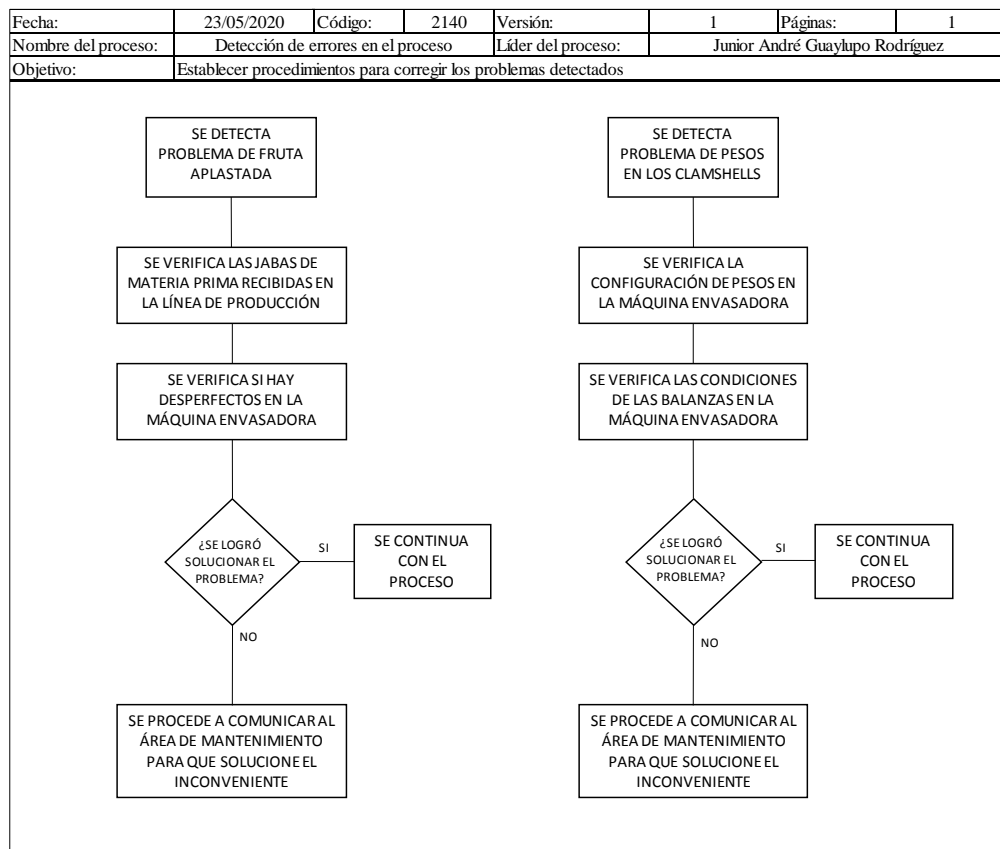 Fecha: 23/05/2020 Código: 2140 Versión: 1 Páginas: 1
Nombre del proceso: Detección de errores en el proceso Líder del proceso: Junior André Guaylupo Rodríguez
Objetivo: Establecer procedimientos para corregir los problemas detectados
SE DETECTA
PROBLEMA DE FRUTA
APLASTADA
SE VERIFICA LAS JABAS DE
MATERIA PRIMA RECIBIDAS EN
LA LÍNEA DE PRODUCCIÓN
SE VERIFICA SI HAY
DESPERFECTOS EN LA
MÁQUINA ENVASADORA
¿SE LOGRÓ
SOLUCIONAR EL
PROBLEMA?
SI
SE CONTINUA
CON EL
PROCESO
NO
SE PROCEDE A COMUNICAR AL
ÁREA DE MANTENIMIENTO
PARA QUE SOLUCIONE EL
INCONVENIENTE
SE DETECTA
PROBLEMA DE PESOS
EN LOS CLAMSHELLS
SE VERIFICA LA
CONFIGURACIÓN DE PESOS EN
LA MÁQUINA ENVASADORA
SE VERIFICA LAS CONDICIONES
DE LAS BALANZAS EN LA
MÁQUINA ENVASADORA
¿SE LOGRÓ
SOLUCIONAR EL
PROBLEMA?
SI
SE CONTINUA
CON EL
PROCESO
NO
SE PROCEDE A COMUNICAR AL
ÁREA DE MANTENIMIENTO
PARA QUE SOLUCIONE EL
INCONVENIENTE